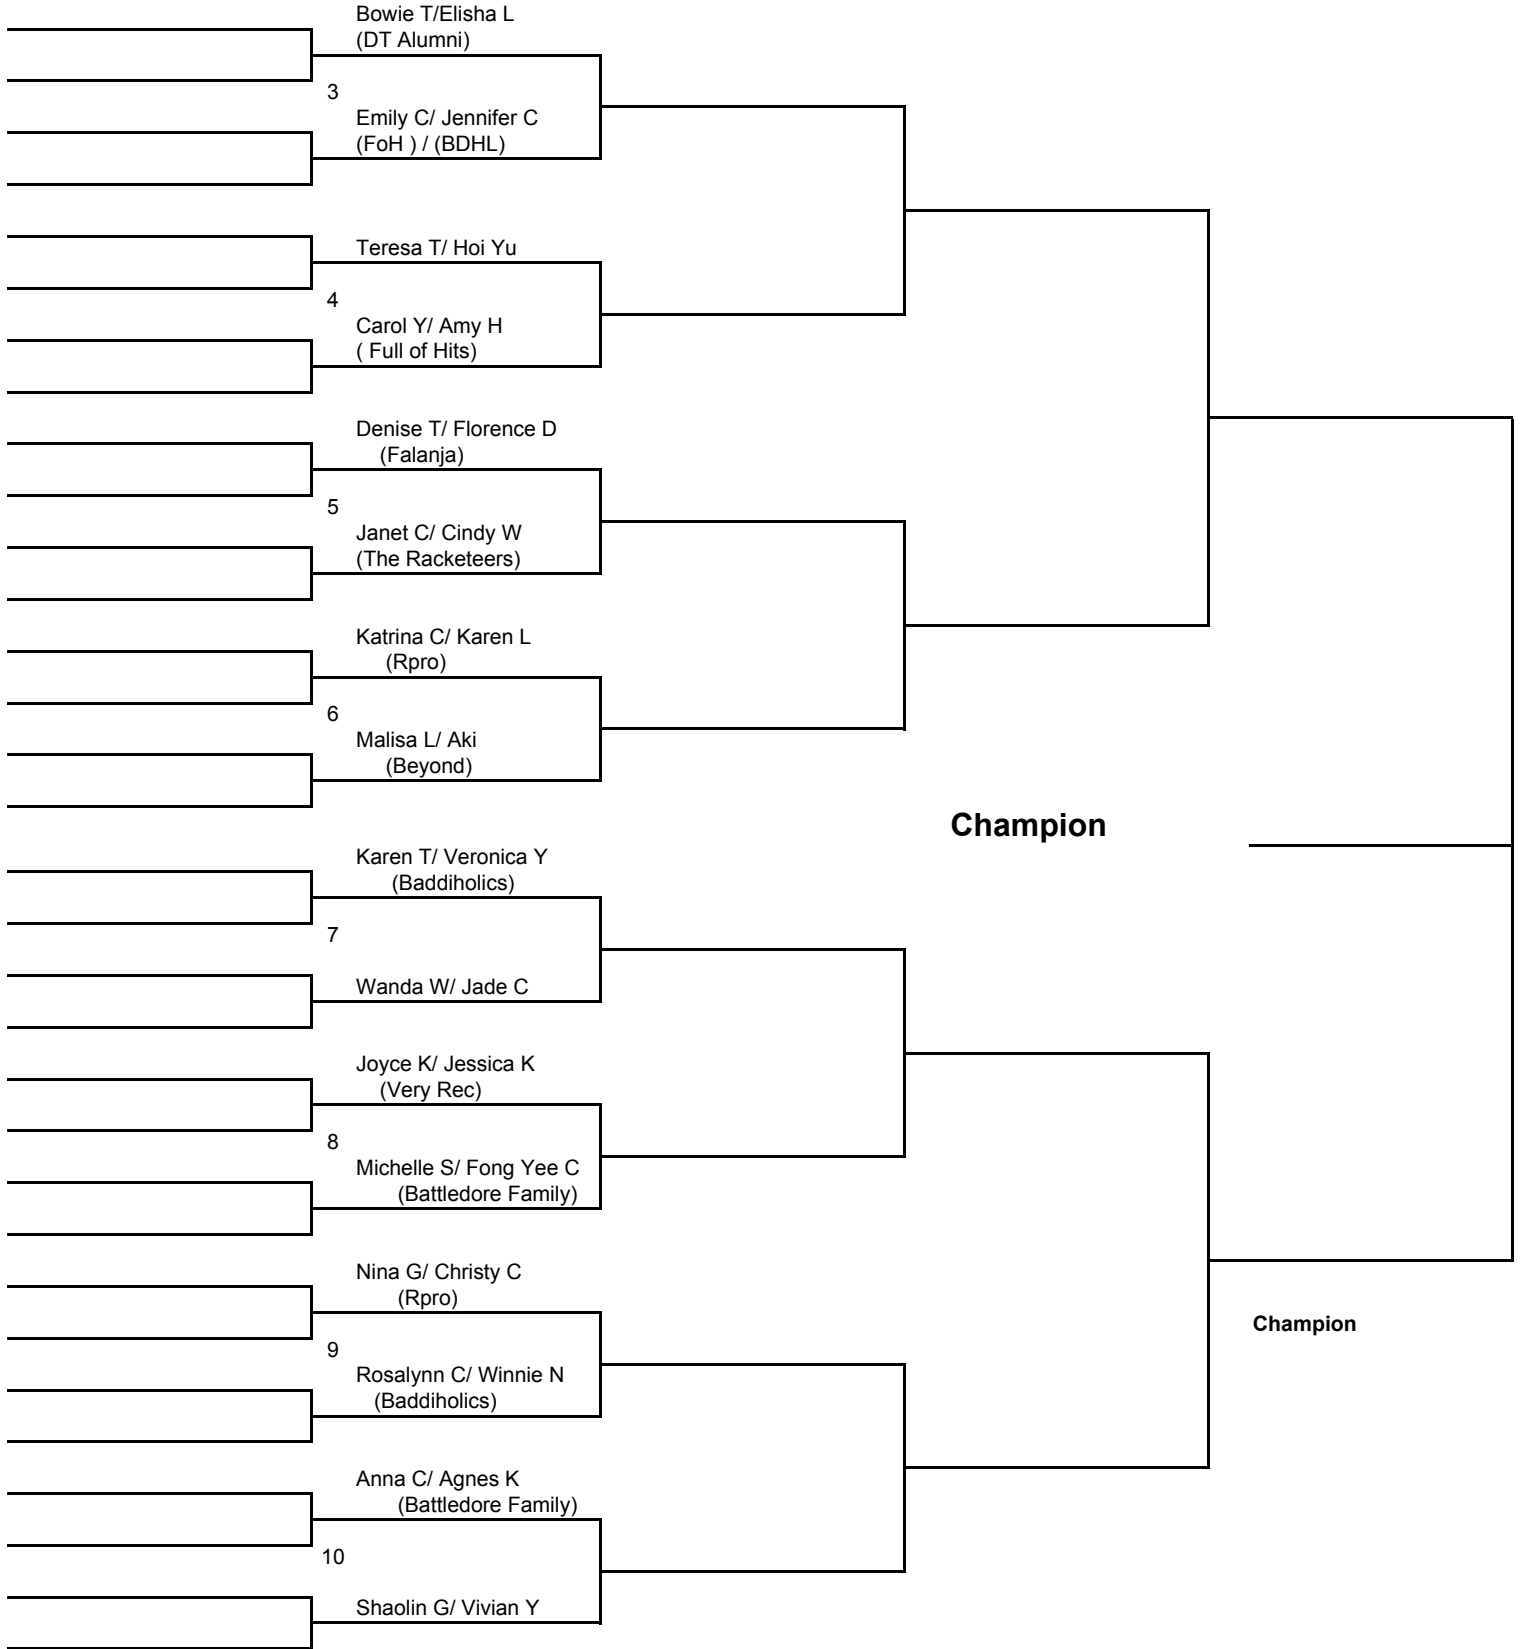 Bowie T/Elisha L
(DT Alumni)
3
Emily C/ Jennifer C
(FoH ) / (BDHL)
Teresa T/ Hoi Yu
4
Carol Y/ Amy H
( Full of Hits)
Denise T/ Florence D
(Falanja)
5
Janet C/ Cindy W
(The Racketeers)
Katrina C/ Karen L
(Rpro)
6
Malisa L/ Aki
(Beyond)
Champion
Karen T/ Veronica Y
(Baddiholics)
7
Wanda W/ Jade C
Joyce K/ Jessica K
(Very Rec)
8
Michelle S/ Fong Yee C
(Battledore Family)
Nina G/ Christy C
(Rpro)
Champion
9
Rosalynn C/ Winnie N
(Baddiholics)
Anna C/ Agnes K
(Battledore Family)
10
Shaolin G/ Vivian Y